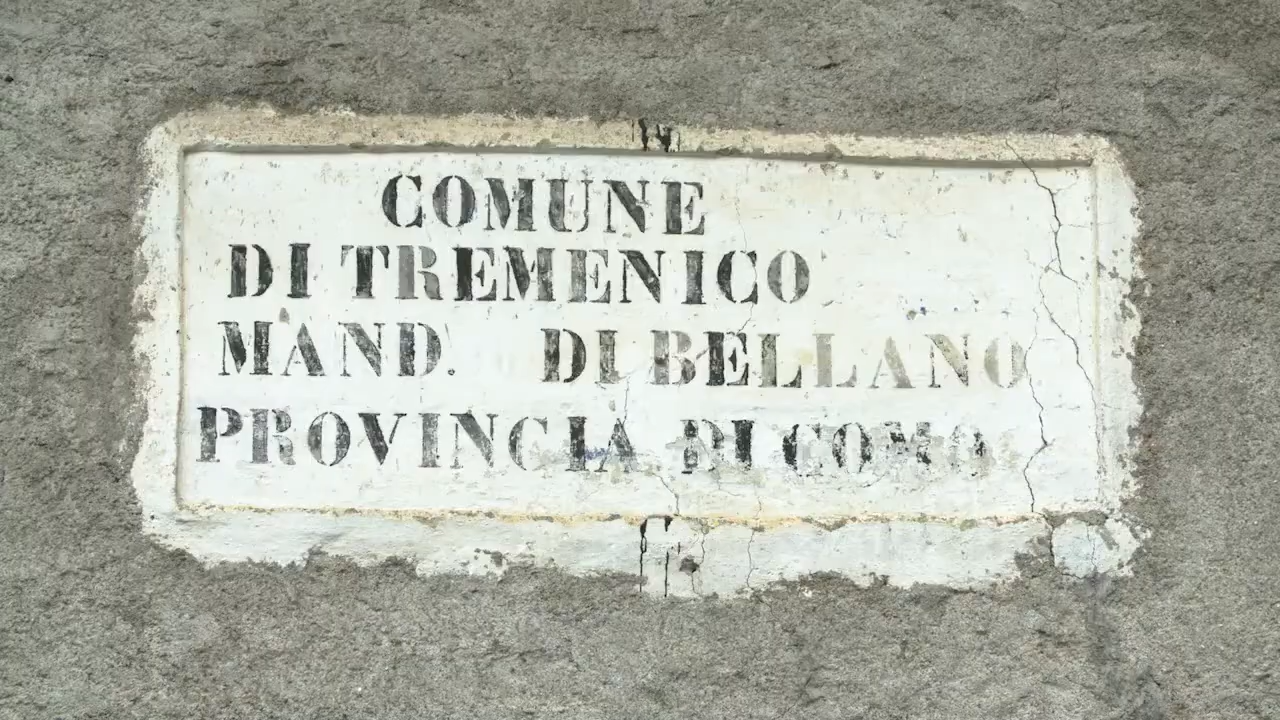 COMUNE
DI TREMENICO
MAND. DI BELLANO
PROVINCIA DI COMO